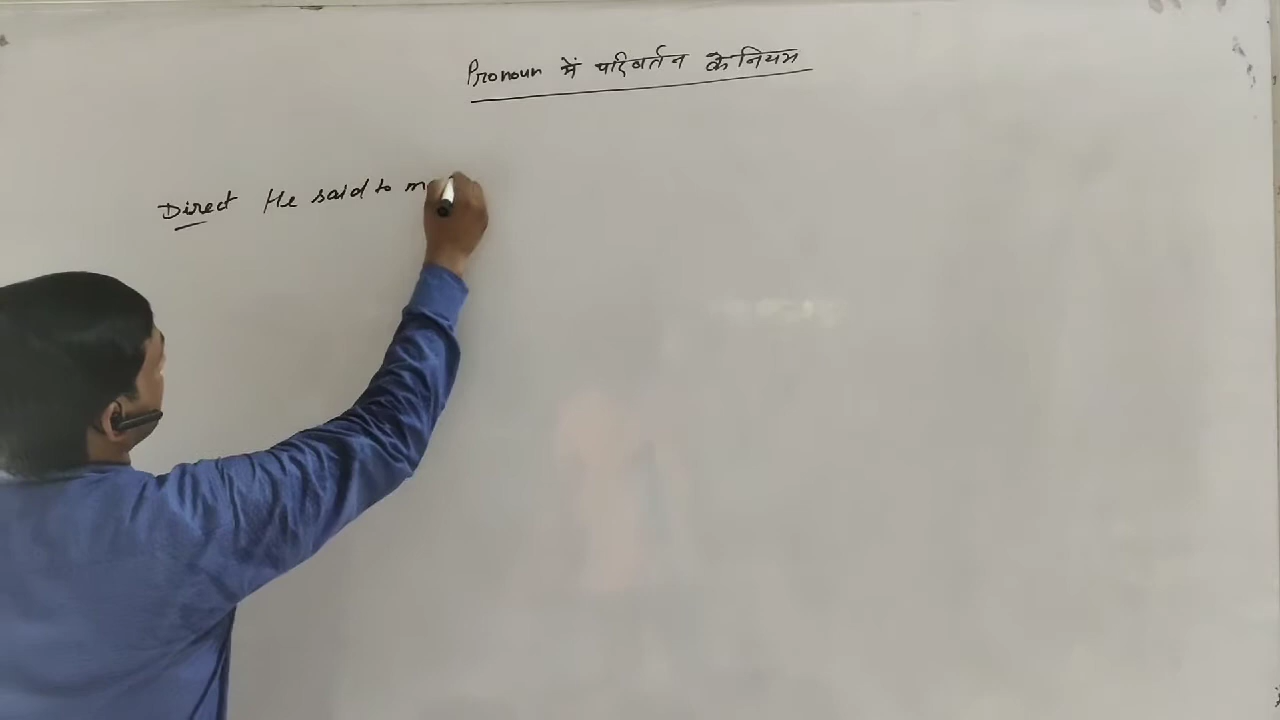 Pronoun में परिवर्तन के नियम
Direct He said to m